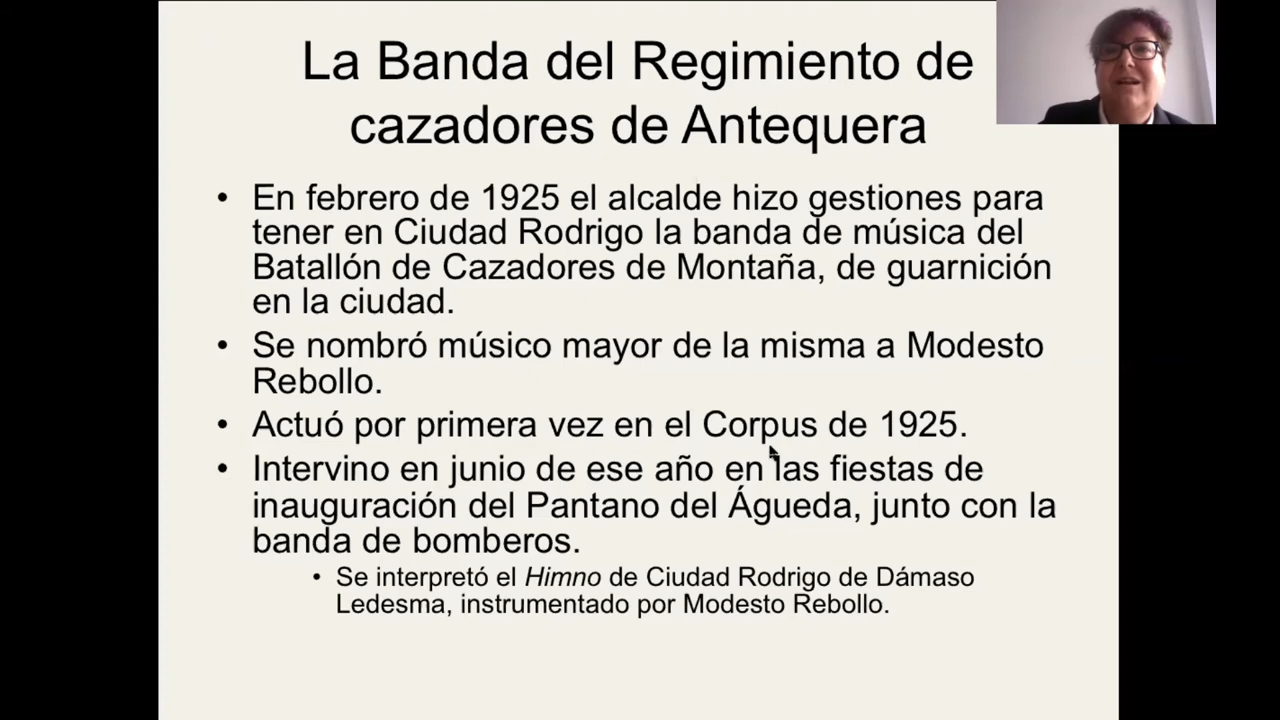 La Banda del Regimiento de
cazadores de Antequera
• En febrero de 1925 el alcalde hizo gestiones para
tener en Ciudad Rodrigo la banda de música del
Batallón de Cazadores de Montaña, de guarnición
en la ciudad.
• Se nombró músico mayor de la misma a Modesto
Rebollo.
• Actuó por primera vez en el Corpus de 1925.
• Intervino en junio de ese año en las fiestas de
inauguración del Pantano del Águeda, junto con la
banda de bomberos.
• Se interpretó el Himno de Ciudad Rodrigo de Dámaso
Ledesma, instrumentado por Modesto Rebollo.